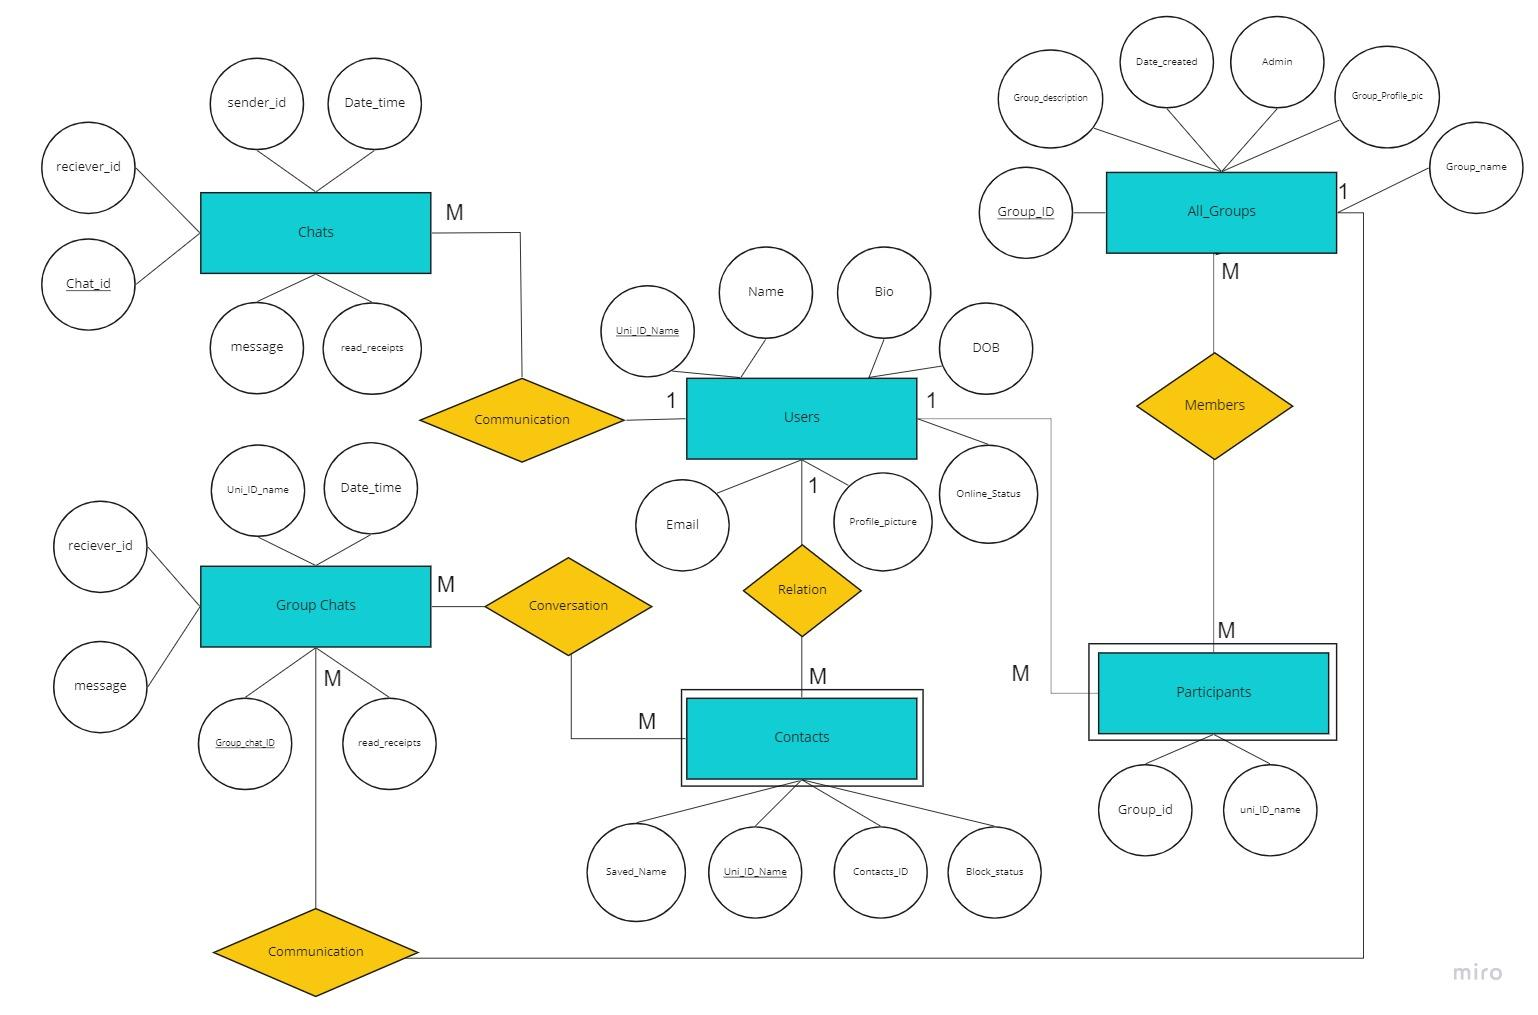 sender_id
Date_time
reciever_id
Chats
M
Chat_id
message
read_receipts
Communication
Group_description
Date_created
Admin
Group_Profile_pic
Group_name
Group_ID
All_Groups
1
M
Members
Uni_ID_Name
Name
Bio
DOB
1
Users
1
Email
1
Profile_picture
Online_Status
Relation
M
Uni_ID_name
Date_time
reciever_id
Group Chats
M
Conversation
message
M
Group_chat_ID
read_receipts
M
Contacts
Saved_Name
Uni_ID_Name
Contacts_ID
Block_status
M
M
Participants
Group_id
uni_ID_name
Communication
miro